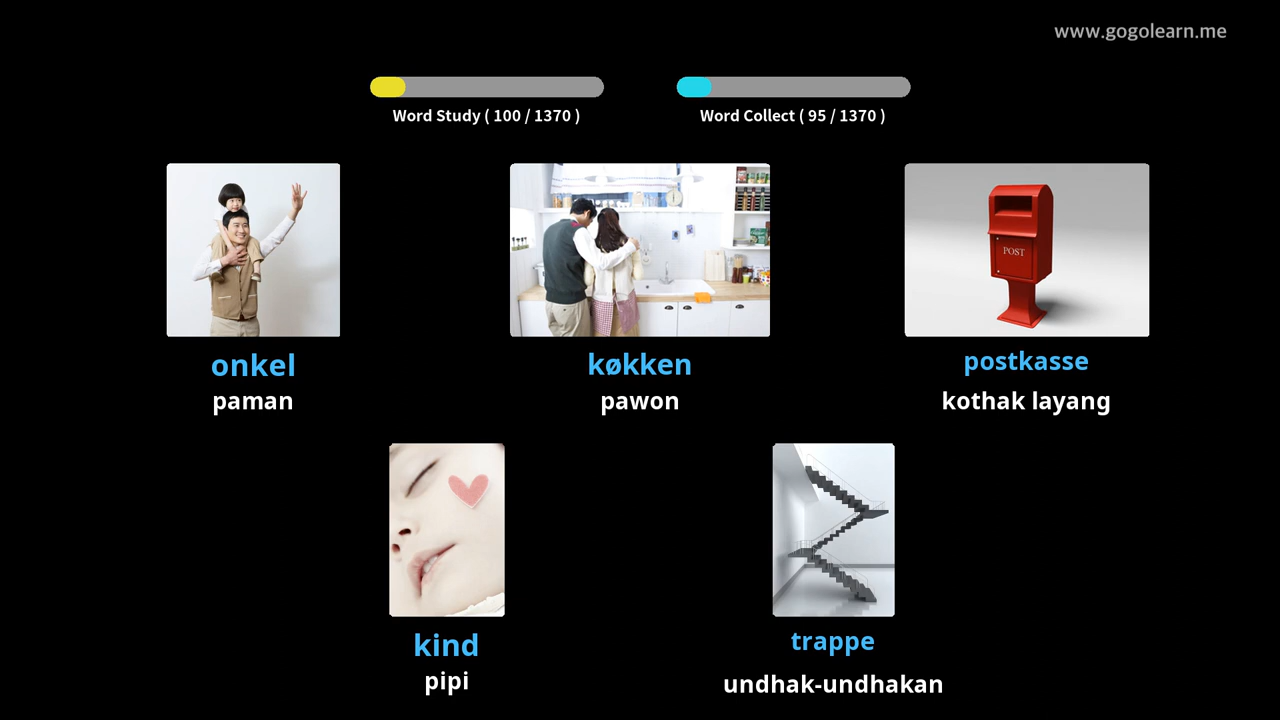 www.gogolearn.me
Word Study ( 100 / 1370 )
Word Collect ( 95 / 1370 )
POST
onkel
køkken
postkasse
paman
pawon
kothak layang
kind
trappe
pipi
undhak-undhakan